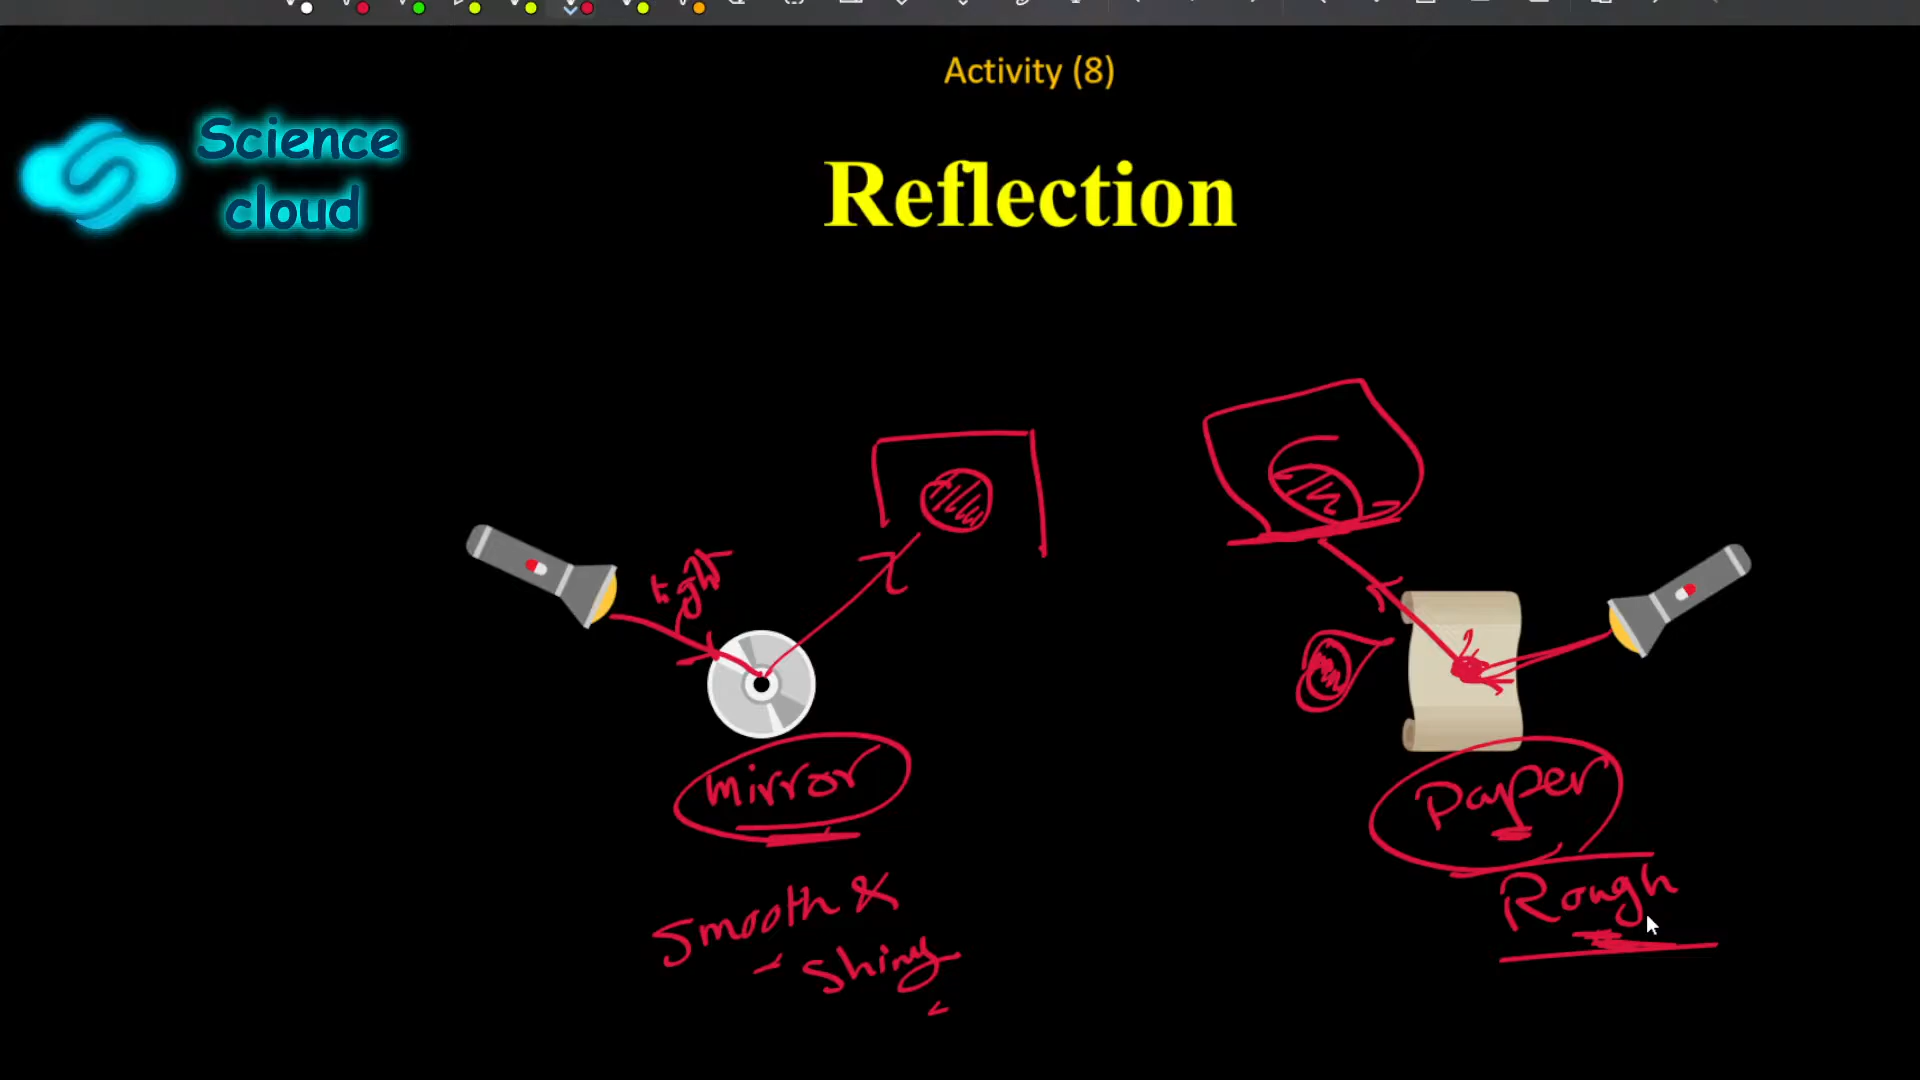 Activity (8)
Science
cloud
Reflection
light
mirror
Paper
Rough
Smooth &
Shiny